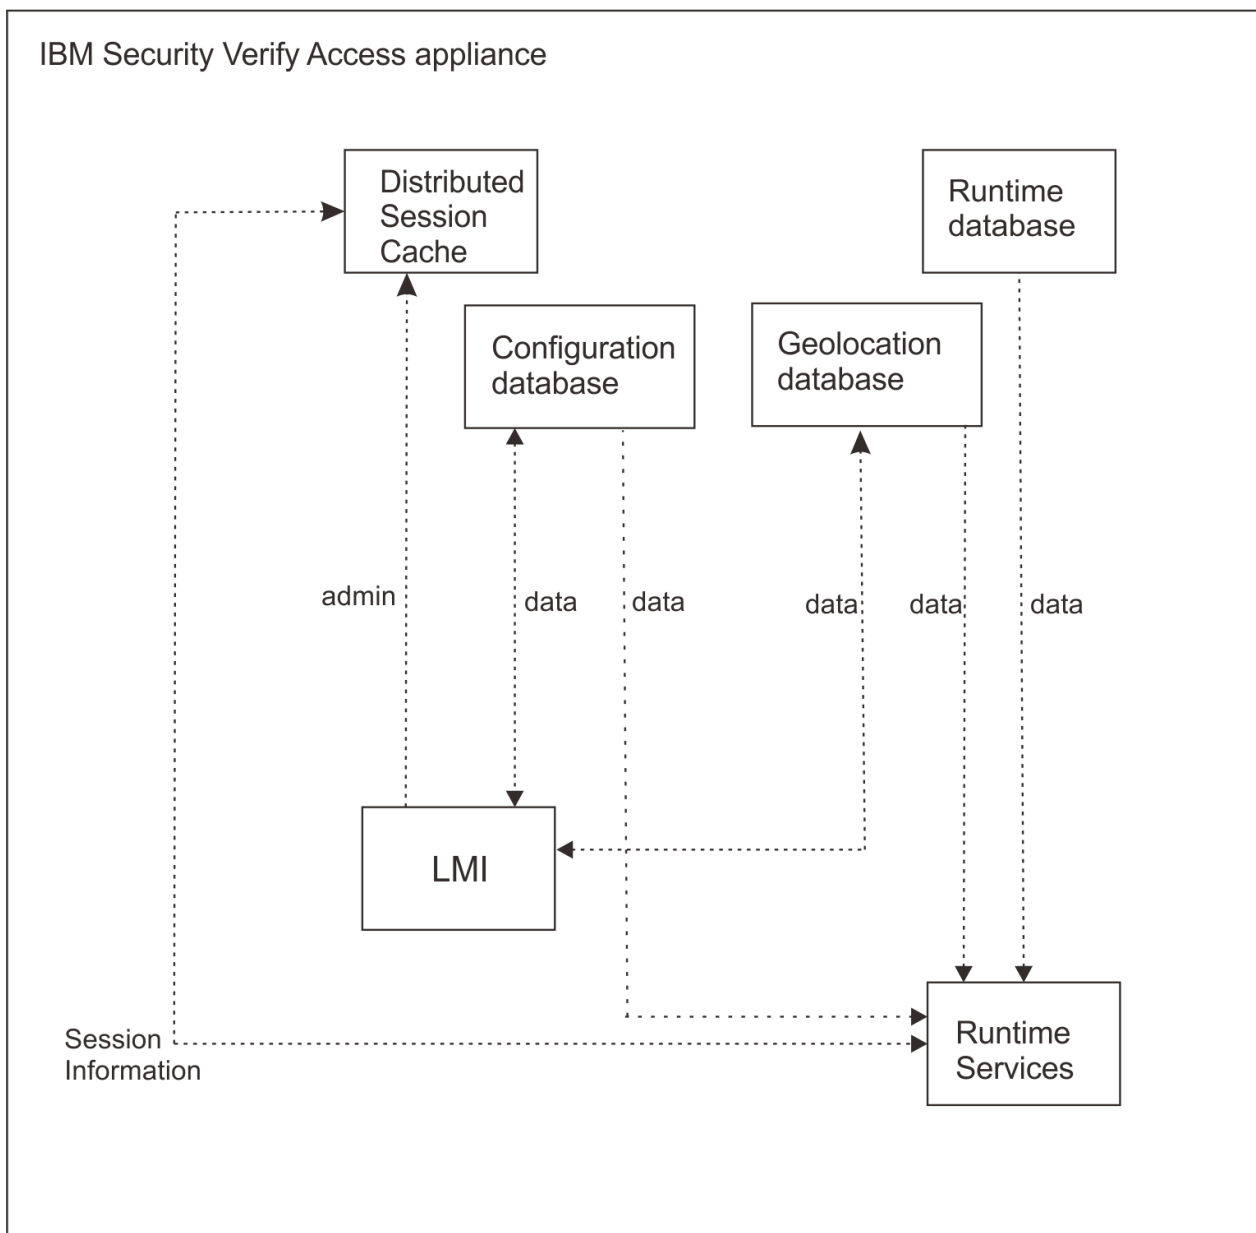 IBM Security Verify Access appliance
Distributed
Session
Cache
Runtime
database
Configuration
database
Geolocation
database
admin
data
data
data
data
data
LMI
Session
Information
Runtime
Services